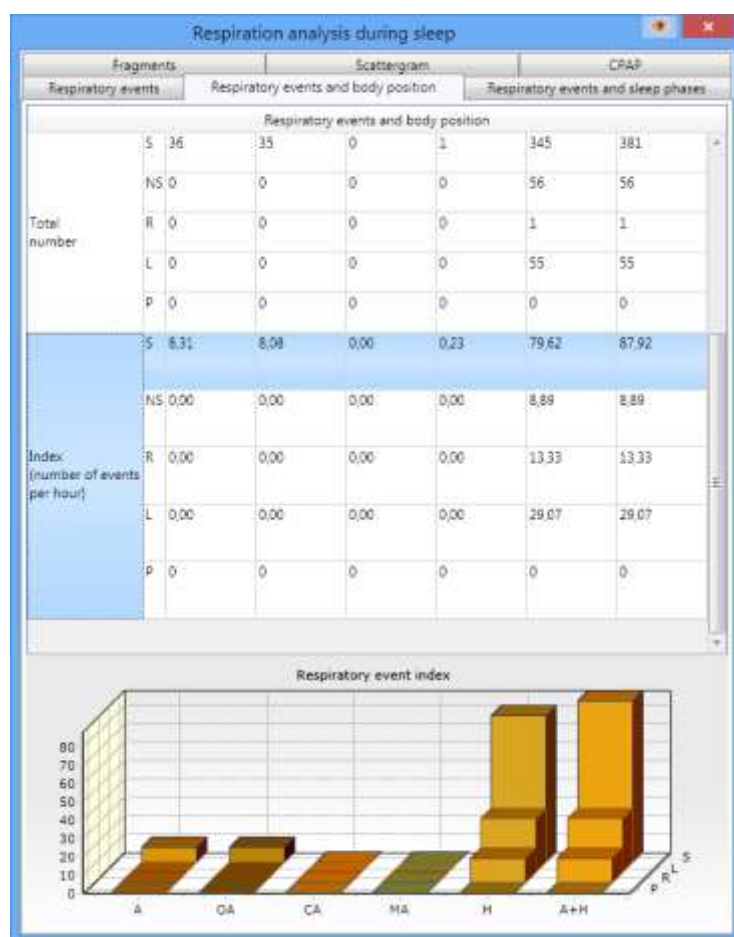 Respiration analysis during sleep
Fragments Scattergram CPAP
Respiratory events Respiratory events and body position Respiratory events and sleep phases
Respiratory events and body position
S 36 35 0 1 345 381
NS 0 0 0 0 56 56
Total number R 0 0 0 0 1 1
L 0 0 0 0 55 55
P 0 0 0 0 0 0
S 8,31 8,08 0,00 0,23 79,62 87,92
NS 0,00 0,00 0,00 0,00 8,89 8,89
Index (number of events per hour) R 0,00 0,00 0,00 0,00 13,33 13,33
L 0,00 0,00 0,00 0,00 29,07 29,07
P 0 0 0 0 0 0
Respiratory event index
80
70
60
50
40
30
20
10
0
A OA CA MA H A+H
P R L S